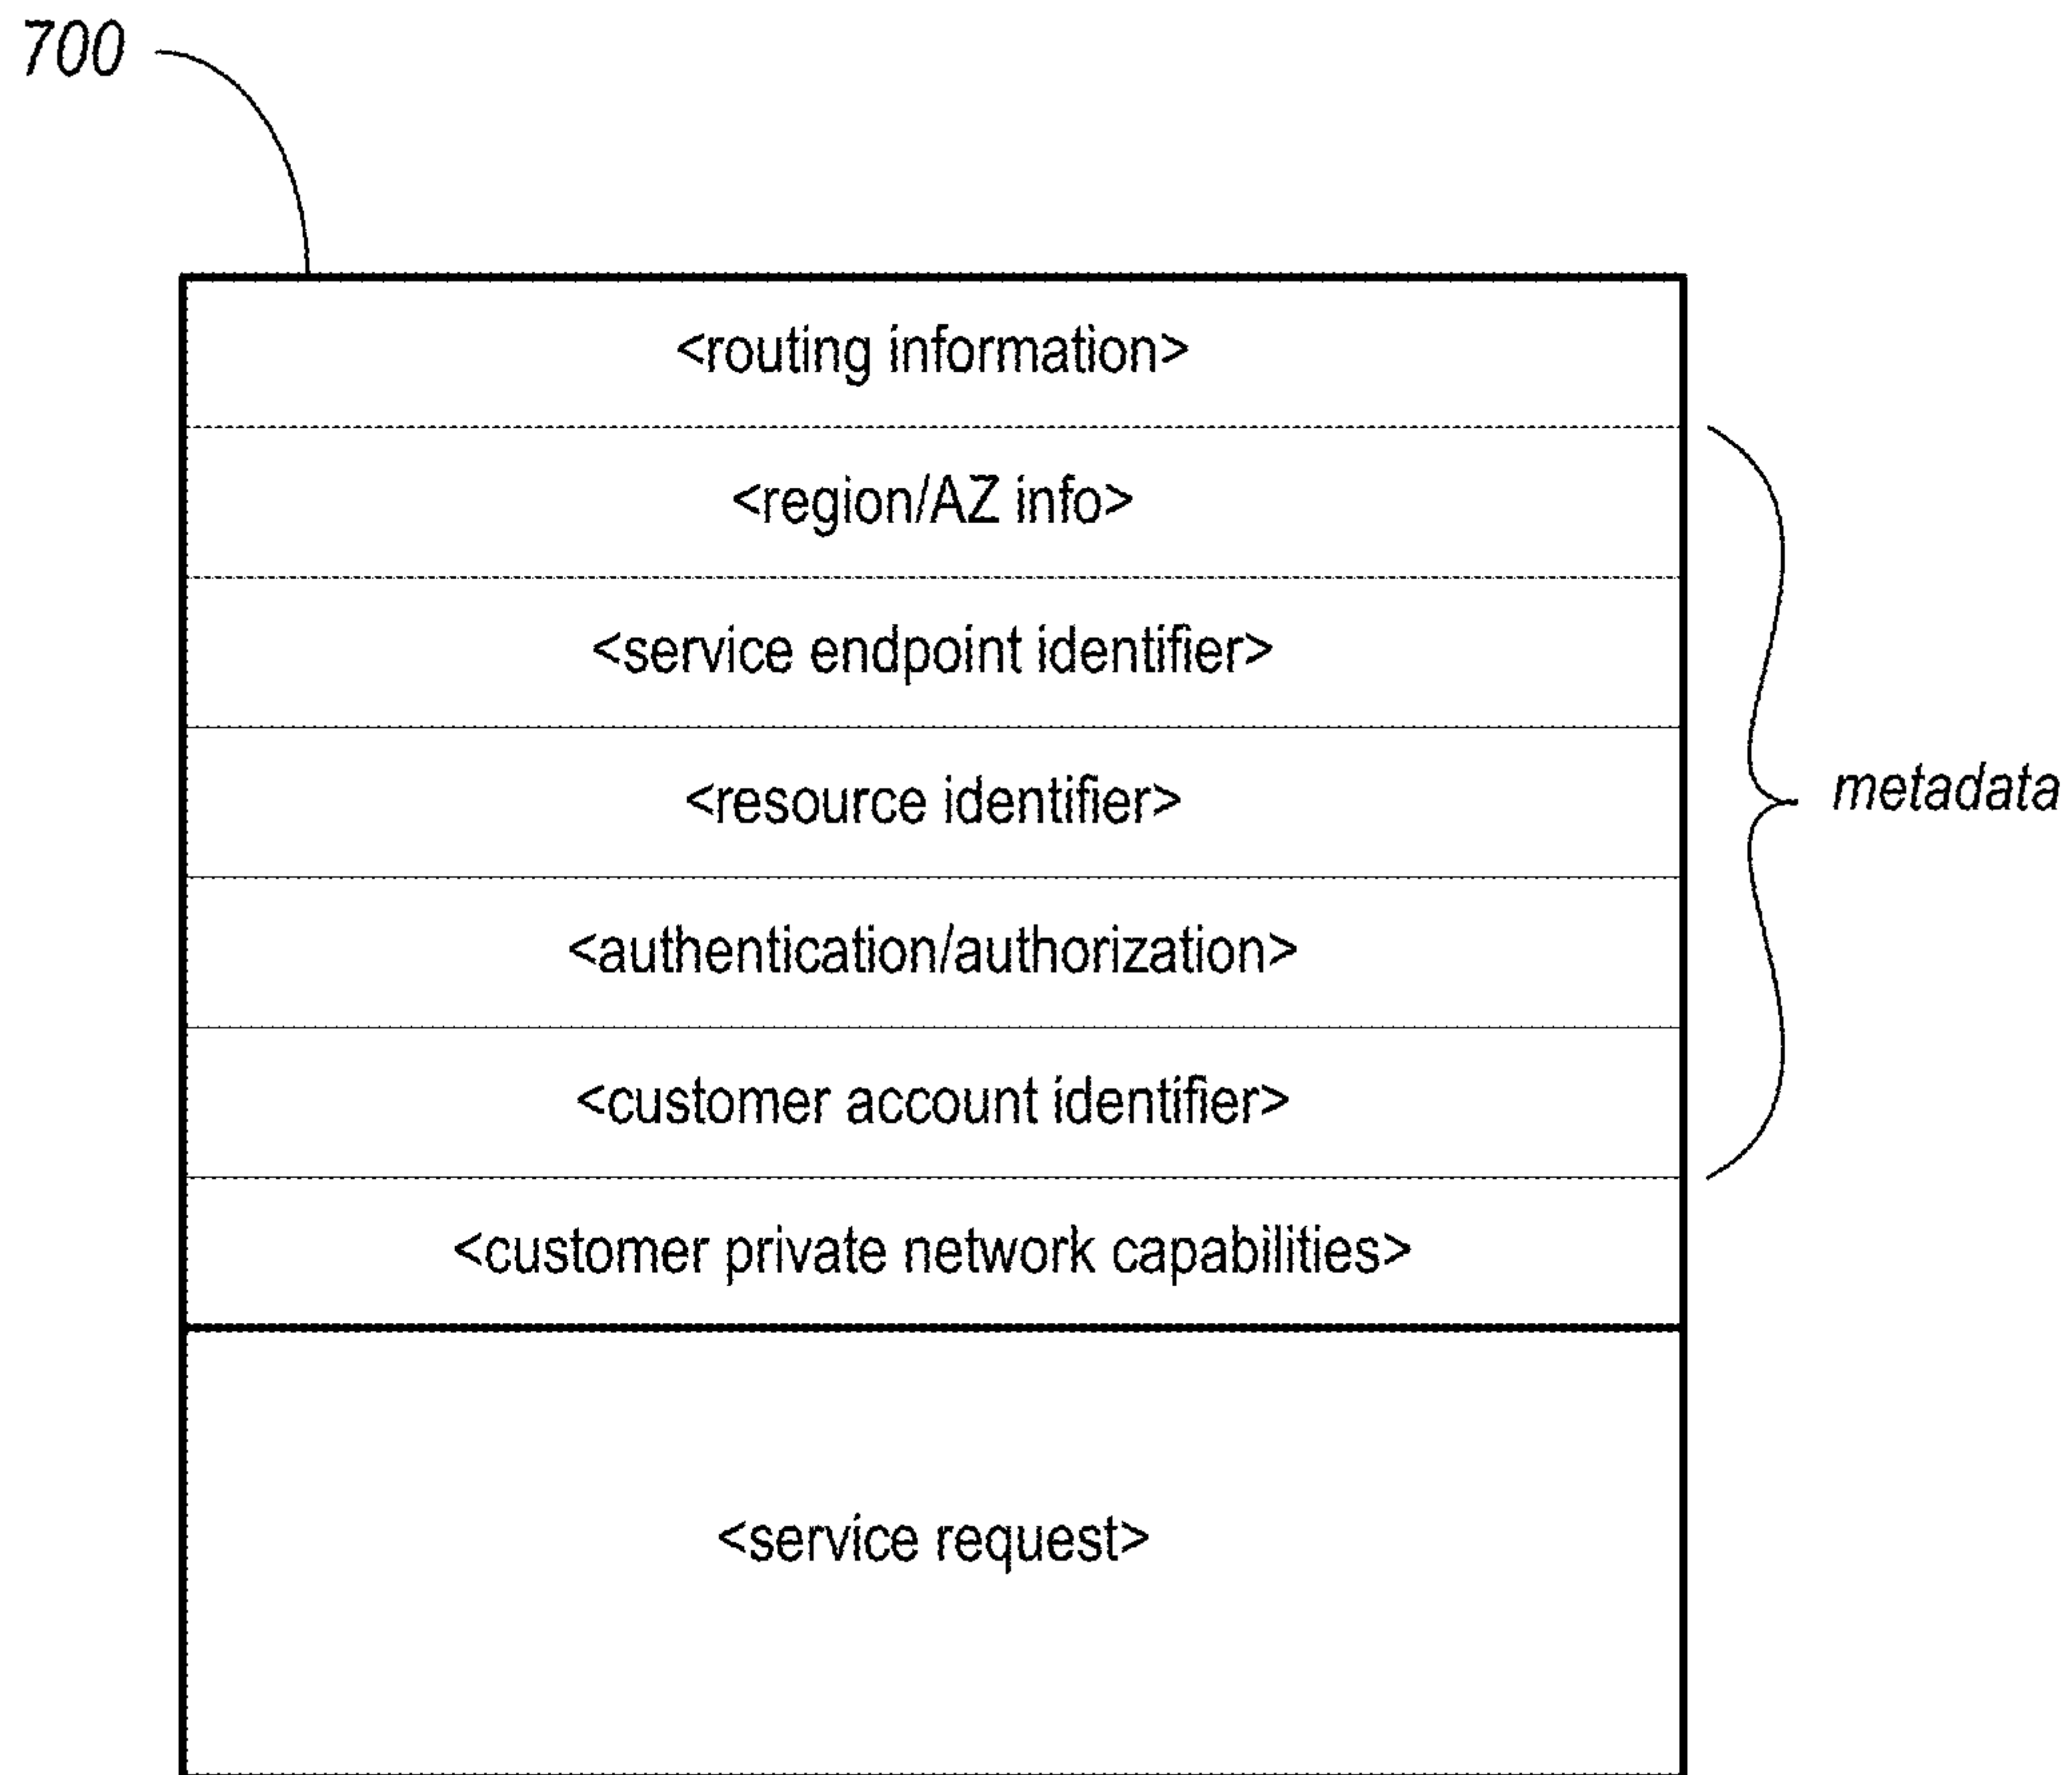 700
<routing information>
<region/AZ info>
<service endpoint identifier>
<resource identifier>
metadata
<authentication/authorization>
<customer account identifier>
<customer private network capabilities>
<service request>